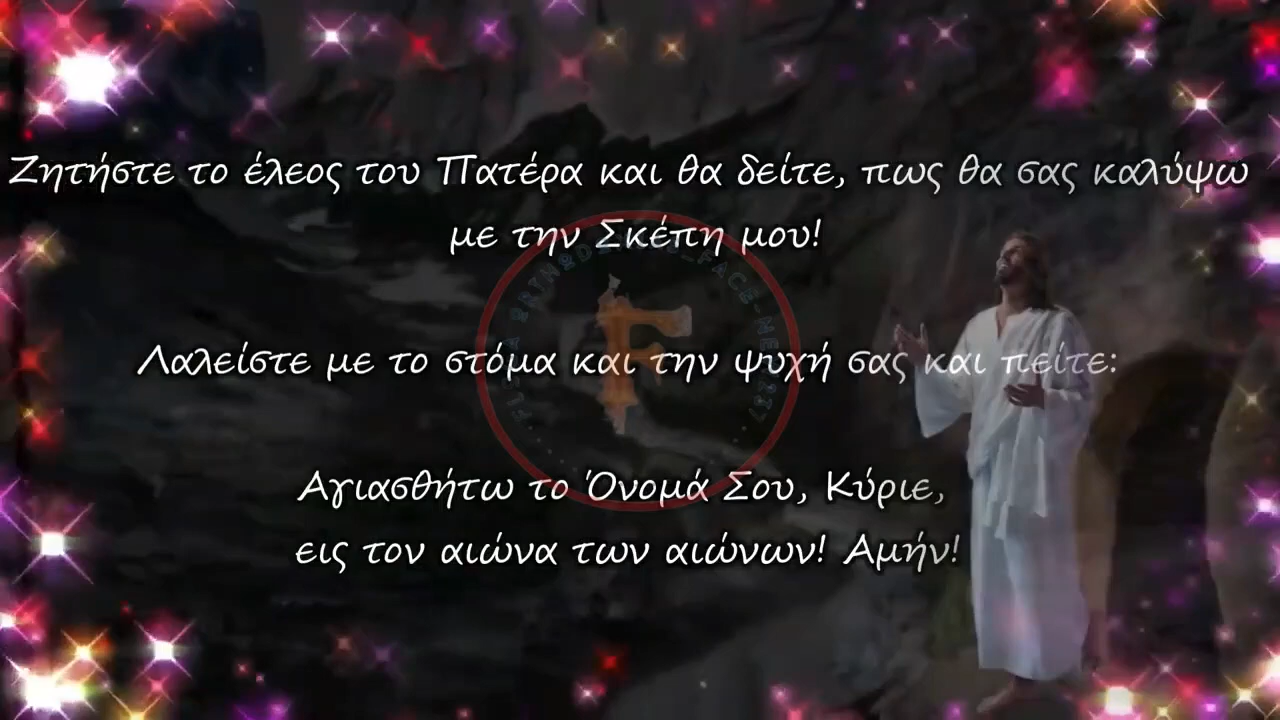 Ζητήστε το έλεος του Πατέρα και θα δείτε, πως θα σας καλύψω
με την Σκέπη μου!
Λαλείστε με το στόμα και την ψυχή σας και πείτε:
Αγιασθήτω το Όνομά Σου, Κύριε,
εις τον αιώνα των αιώνων! Αμήν!